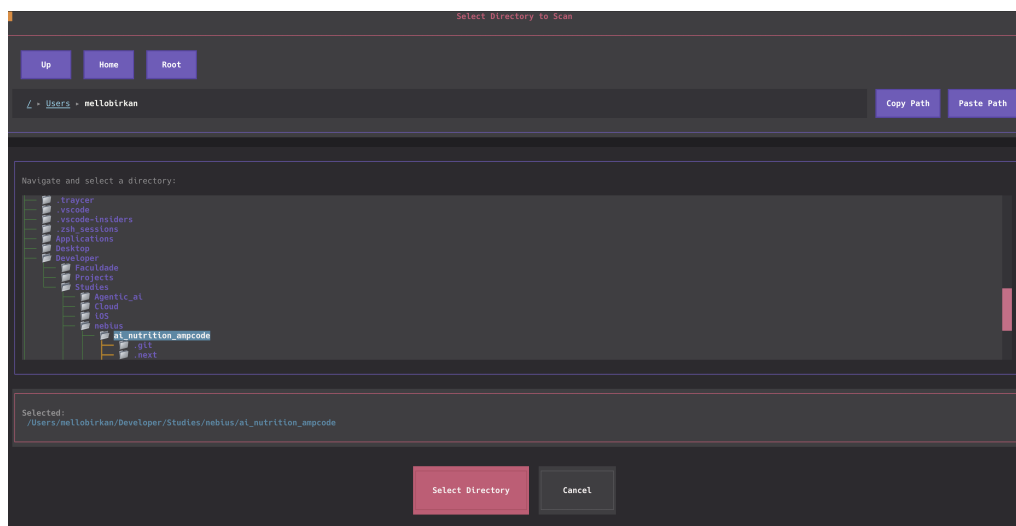 Select Directory to Scan
Up Home Root
/ ▸ Users ▸ mellobirkan Copy Path Paste Path
Navigate and select a directory:
.traycer
.vscode
.vscode-insiders
.zsh_sessions
Applications
Desktop
Developer
Faculdade
Projects
Studies
Agentic_ai
Cloud
iOS
nebius
ai_nutrition_ampcode
.git
.next
Selected:
/Users/mellobirkan/Developer/Studies/nebius/ai_nutrition_ampcode
Select Directory Cancel